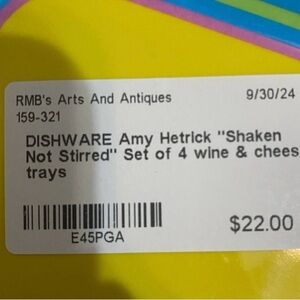 RMB's Arts And Antiques 9/30/24
159-321
DISHWARE Amy Hetrick "Shaken
Not Stirred" Set of 4 wine & chees
trays
$22.00
E45PGA